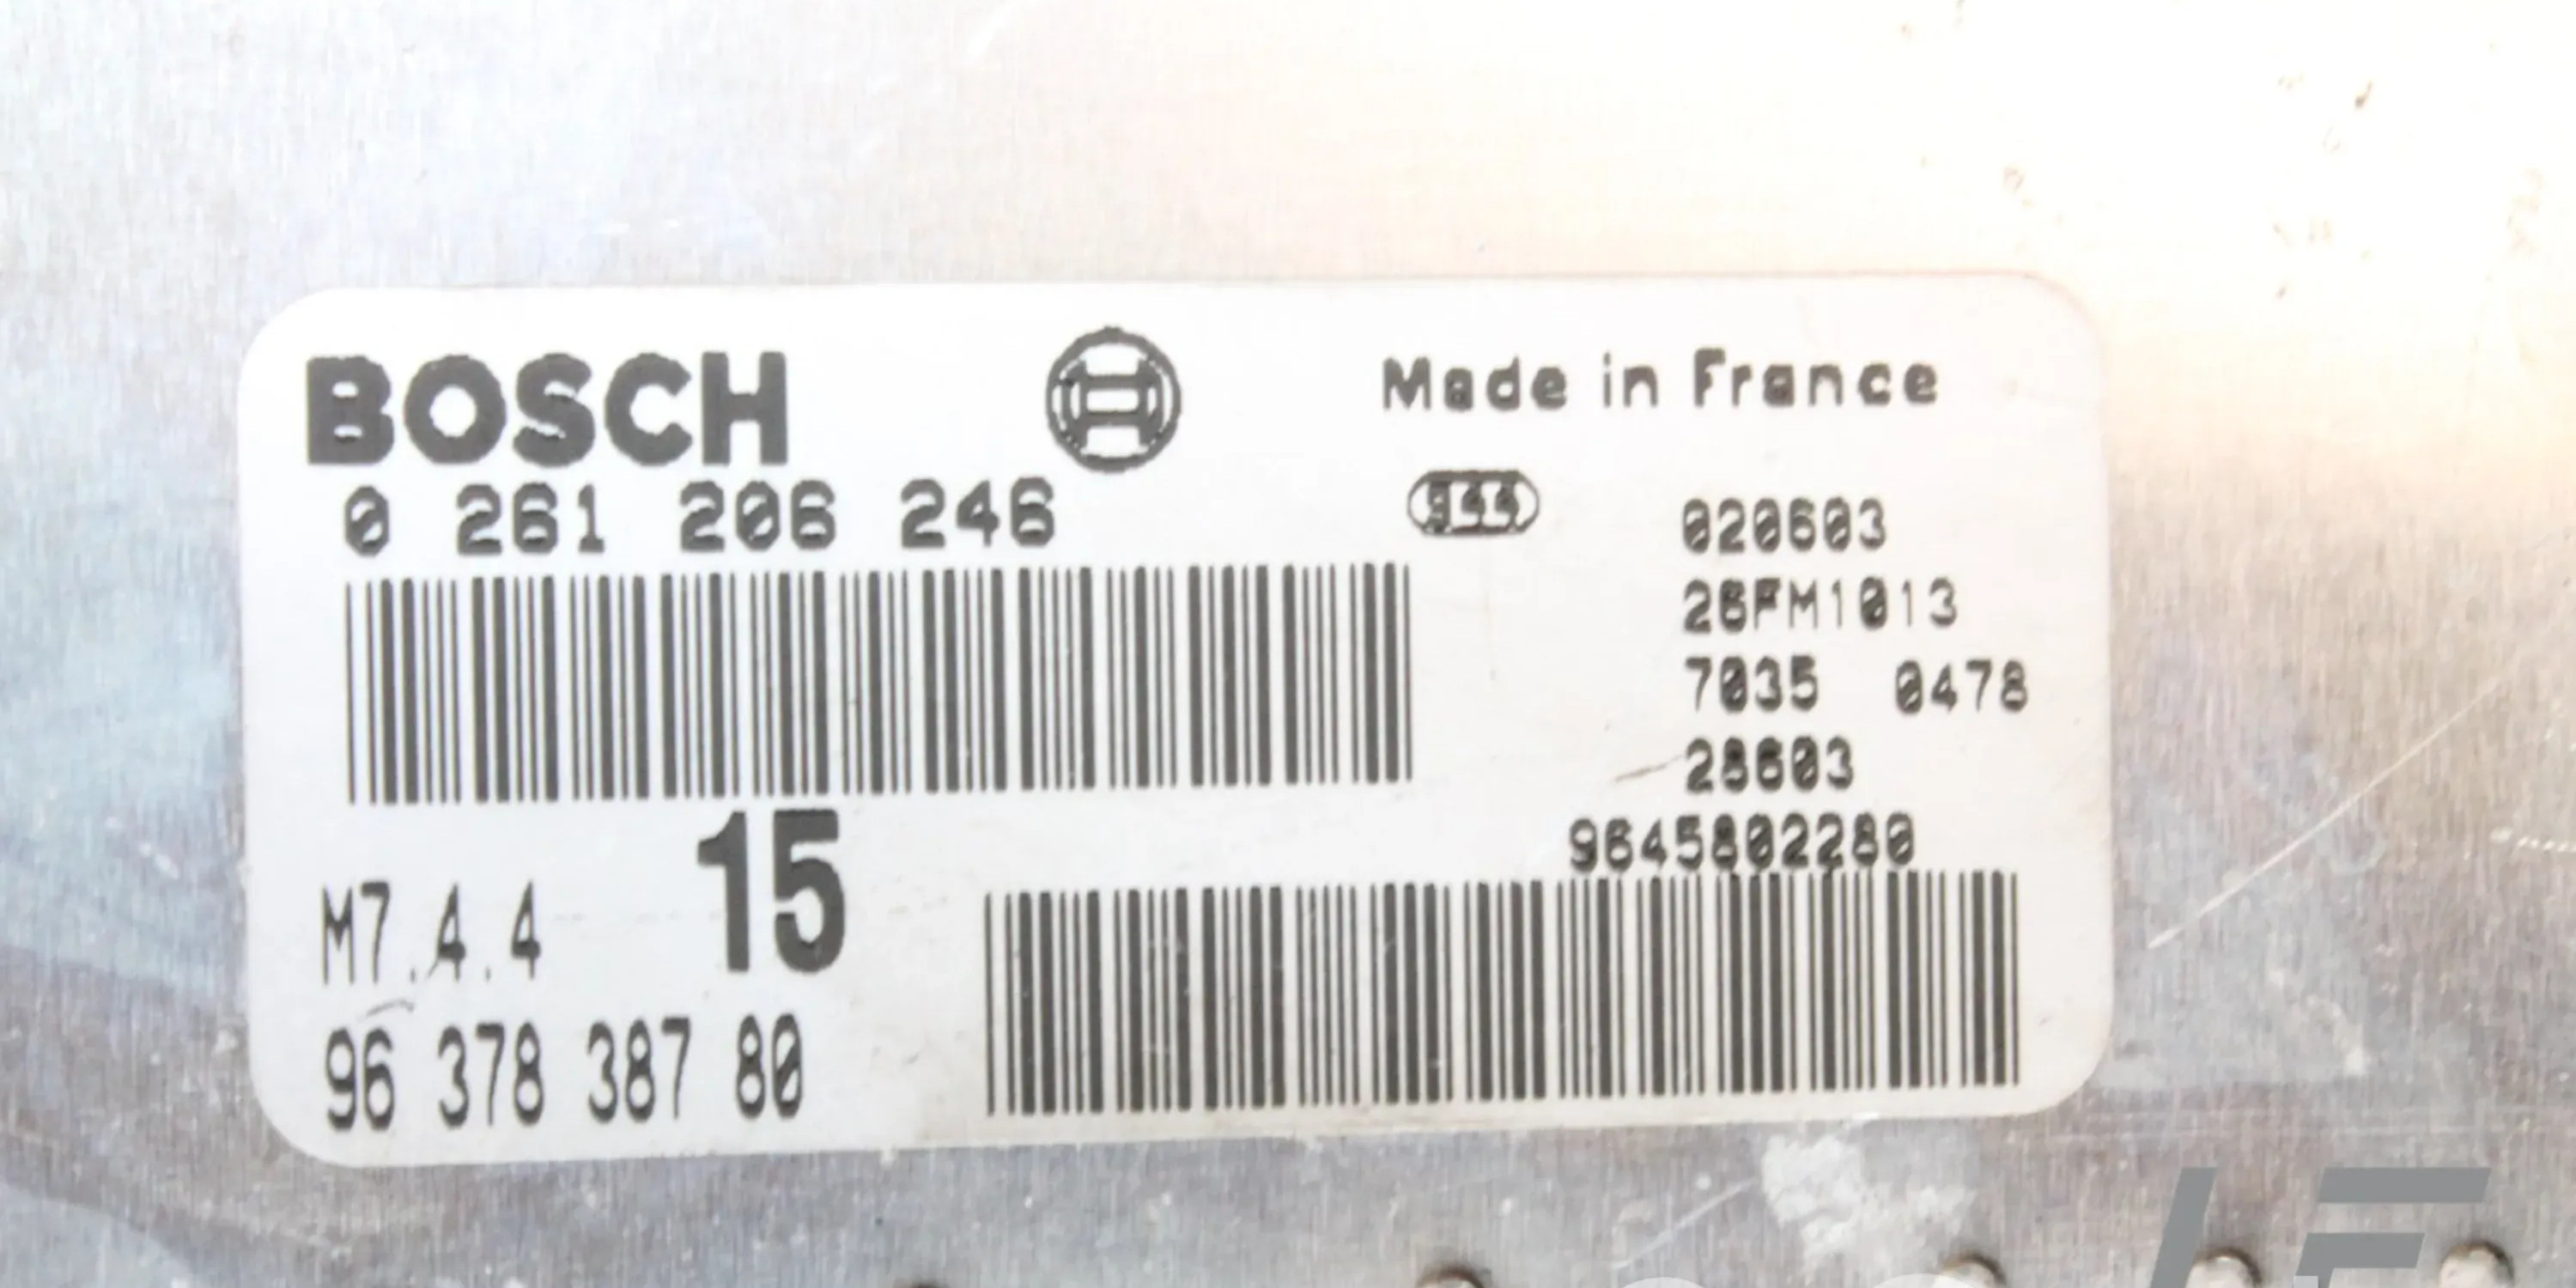 BOSCH
Made in France
0 261 206 246
020603
26FM1013
7035 0478
28603
9645802280
15
M7.4.4
96 378 387 80